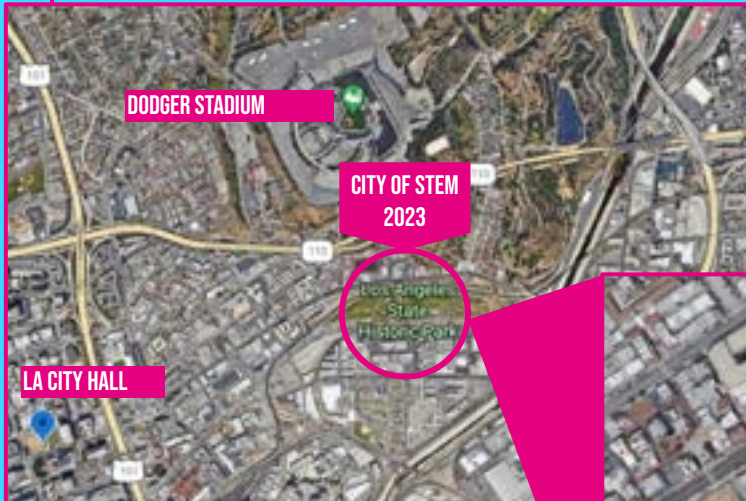 101
DODGER STADIUM
CITY OF STEM
2023
110
110
Los Angeles
State
Historic Park
LA CITY HALL
101